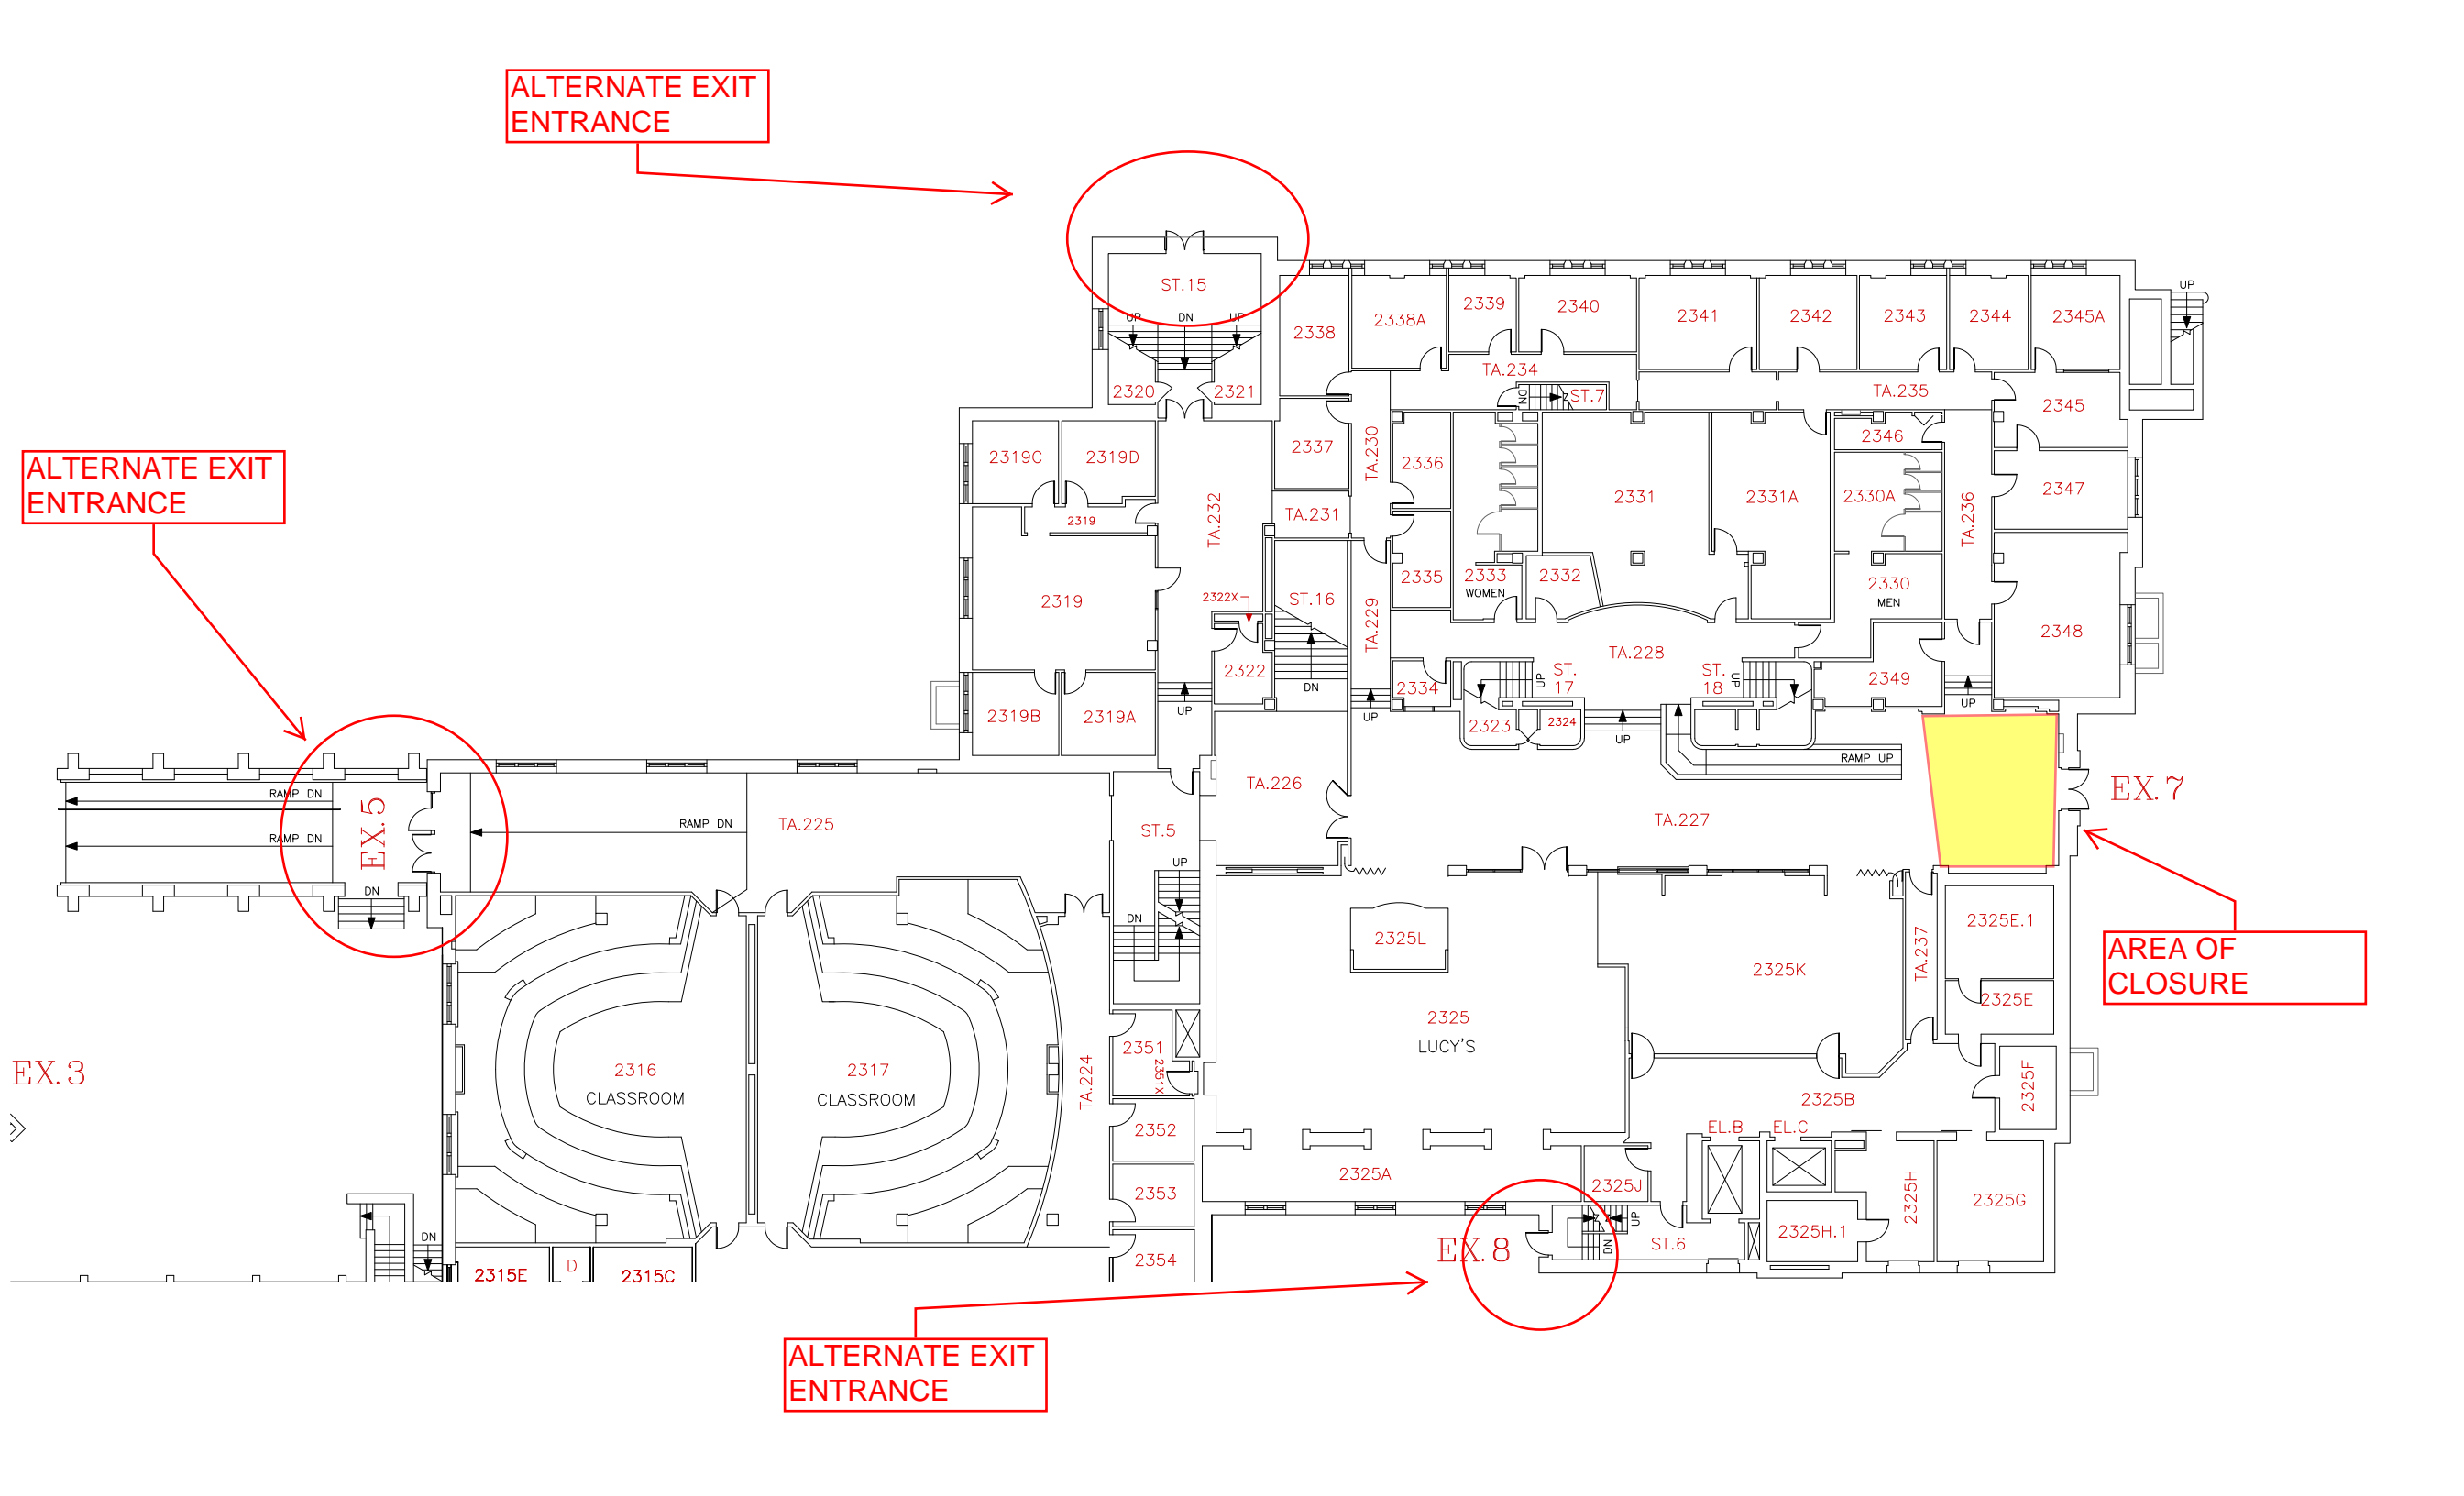 ALTERNATE EXIT
ENTRANCE
ST.15
UP
DN
UP
2320
2321
2338
2338A
2339
2340
2341
2342
2343
2344
2345A
UP
TA.234
DN
ST.7
TA.235
2345
ALTERNATE EXIT
ENTRANCE
2319C
2319D
2319
TA.232
2337
TA.230
2336
2331
2331A
2346
2330A
TA.236
2347
TA.231
2319
2322X
ST.16
TA.229
2335
2333
WOMEN
2332
2330
MEN
2348
2322
DN
2334
ST.
17
UP
TA.228
ST.
18
UP
2349
2319B
2319A
UP
UP
2323
2324
UP
UP
RAMP UP
EX.7
RAMP DN
RAMP DN
EX.5
DN
RAMP DN
TA.225
ST.5
UP
DN
TA.226
TA.227
AREA OF
CLOSURE
2325L
2325K
TA.237
2325E.1
2325E
2325
LUCY'S
2351
2351X
TA.224
2325F
EX.3
2316
CLASSROOM
2317
CLASSROOM
2325B
2352
EL.B
EL.C
2353
2325A
2325J
2325H
2325G
UP
DN
ST.6
2325H.1
EX.8
2354
DN
2315E
D
2315C
ALTERNATE EXIT
ENTRANCE